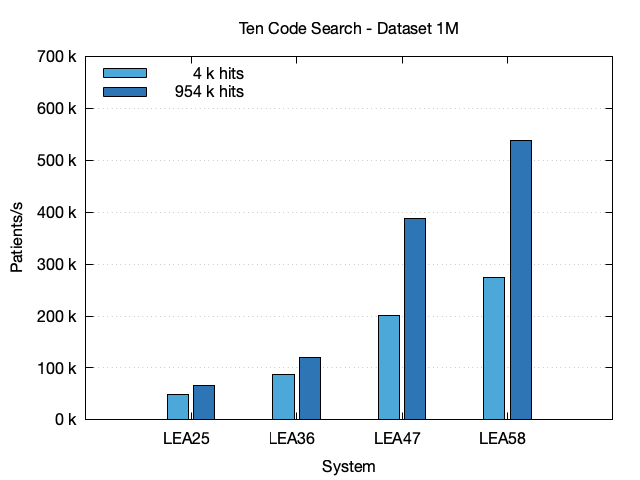 Ten Code Search - Dataset 1M
700 k
600 k
500 k
400 k
300 k
200 k
100 k
0 k
Patients/s
4 k hits
954 k hits
LEA25 LEA36 LEA47 LEA58
System